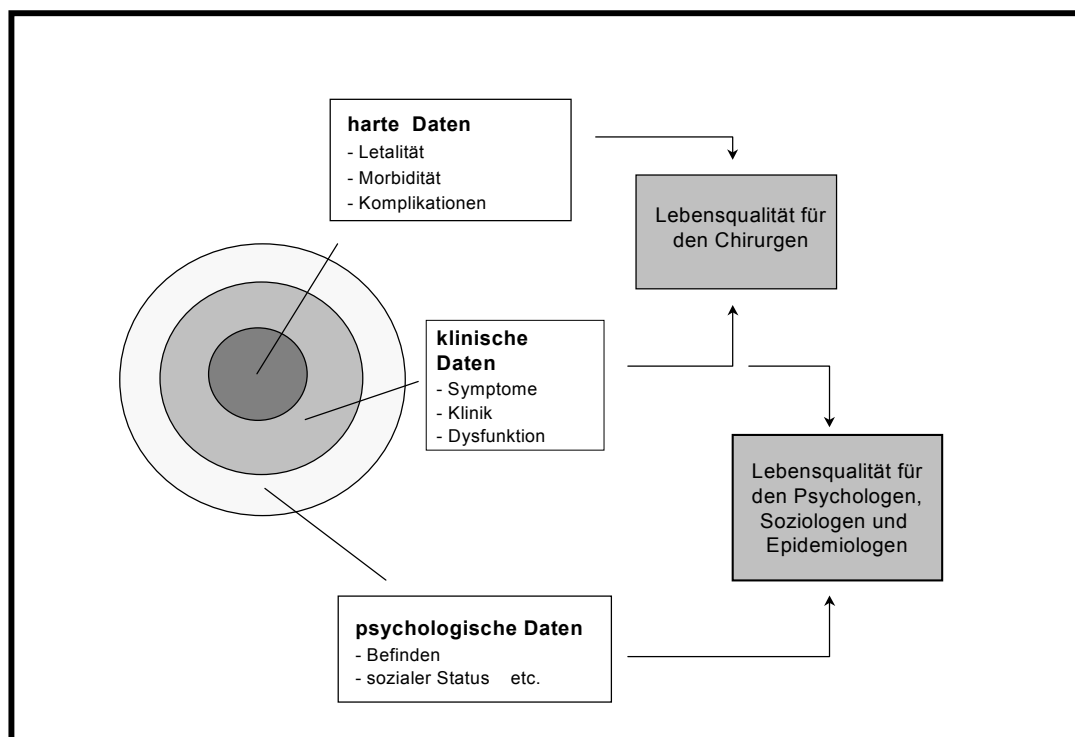 harte Daten
- Letalität
- Morbidität
- Komplikationen
Lebensqualität für
den Chirurgen
klinische
Daten
- Symptome
- Klinik
- Dysfunktion
Lebensqualität für
den Psychologen,
Soziologen und
Epidemiologen
psychologische Daten
- Befinden
- sozialer Status etc.